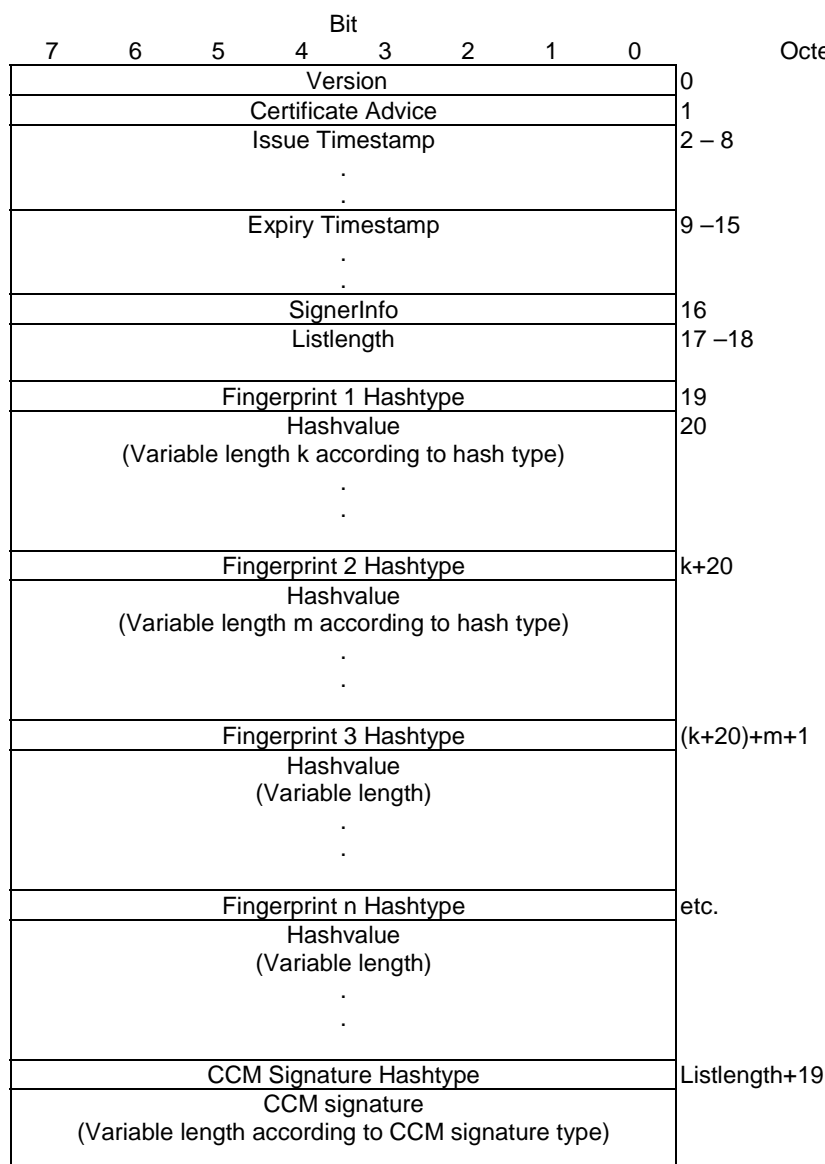 Bit
7 6 5 4 3 2 1 0 Octe
Version 0
Certificate Advice 1
Issue Timestamp 2 – 8
.
.
Expiry Timestamp 9 –15
.
.
SignerInfo 16
Listlength 17 –18
Fingerprint 1 Hashtype 19
Hashvalue 20
(Variable length k according to hash type)
.
.
Fingerprint 2 Hashtype k+20
Hashvalue
(Variable length m according to hash type)
.
.
Fingerprint 3 Hashtype (k+20)+m+1
Hashvalue
(Variable length)
.
.
Fingerprint n Hashtype etc.
Hashvalue
(Variable length)
.
.
CCM Signature Hashtype Listlength+19
CCM signature
(Variable length according to CCM signature type)